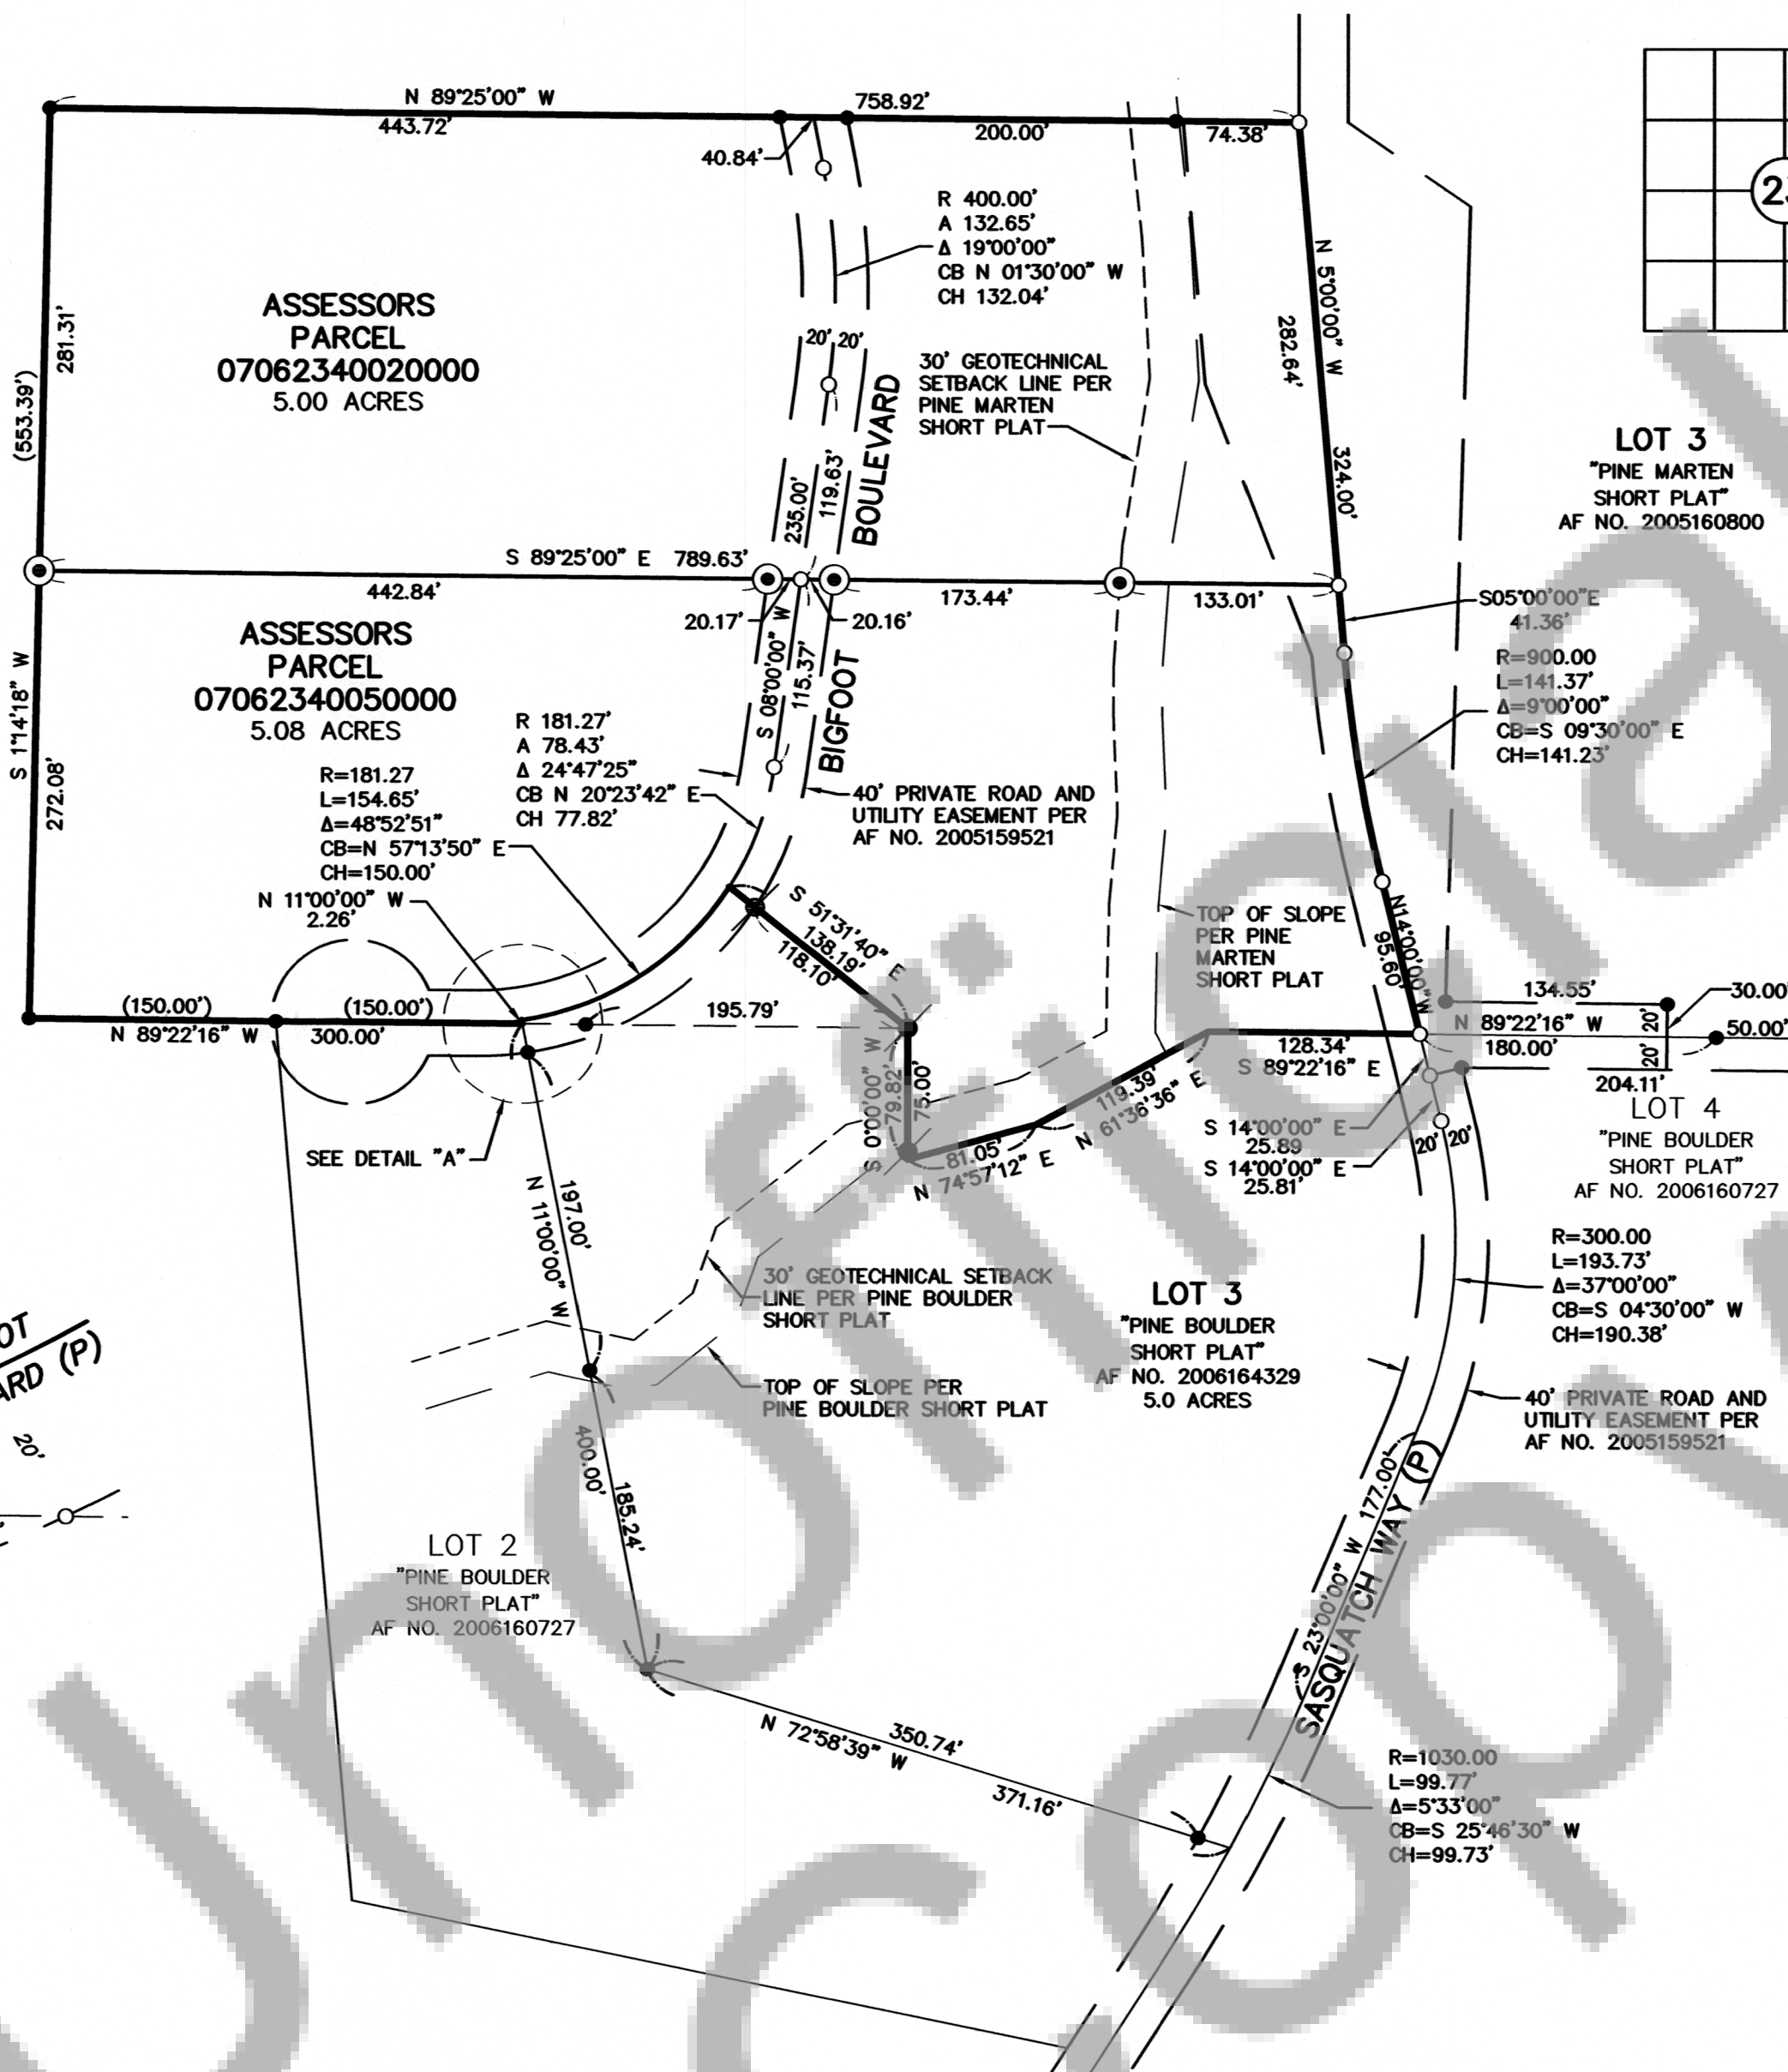 N 89°25'00" W
758.92'
443.72'
200.00'
74.38'
40.84'
23
R 400.00'
A 132.65'
Δ 19°00'00"
CB N 01°30'00" W
CH 132.04'
N 5°00'00" W
282.64'
324.00'
281.31'
(553.39')
ASSESSORS
PARCEL
07062340020000
5.00 ACRES
20' 20'
30' GEOTECHNICAL
SETBACK LINE PER
PINE MARTEN
SHORT PLAT
BOULEVARD
235.00'
119.63'
LOT 3
"PINE MARTEN
SHORT PLAT"
AF NO. 2005160800
S 89°25'00" E 789.63'
442.84'
173.44'
133.01'
20.17'
20.16'
S05°00'00"E
41.36'
S 08°00'00" W
115.37'
BIGFOOT
ASSESSORS
PARCEL
07062340050000
5.08 ACRES
S 1°14'18" W
272.08'
R=900.00
L=141.37'
Δ=9°00'00"
CB=S 09°30'00" E
CH=141.23'
R 181.27'
A 78.43'
Δ 24°47'25"
CB N 20°23'42" E
CH 77.82'
R=181.27
L=154.65'
Δ=48°52'51"
CB=N 57°13'50" E
CH=150.00'
40' PRIVATE ROAD AND
UTILITY EASEMENT PER
AF NO. 2005159521
N 11°00'00" W
2.26'
S 51°31'40" E
138.19'
118.10'
TOP OF SLOPE
PER PINE
MARTEN
SHORT PLAT
N14°00'00"W
95.60'
(150.00')
(150.00')
N 89°22'16" W
300.00'
195.79'
134.55'
30.00'
N 89°22'16" W
50.00'
180.00'
20' 20'
204.11'
128.34'
S 89°22'16" E
S 0°00'00" W
79.82'
75.00'
119.39'
N 61°36'36" E
81.05'
N 74°57'12" E
S 14°00'00" E
25.89
S 14°00'00" E
25.81'
20' 20'
LOT 4
"PINE BOULDER
SHORT PLAT"
AF NO. 2006160727
SEE DETAIL "A"
N 11°00'00" W
197.00'
R=300.00
L=193.73'
Δ=37°00'00"
CB=S 04°30'00" W
CH=190.38'
30' GEOTECHNICAL SETBACK
LINE PER PINE BOULDER
SHORT PLAT
LOT 3
"PINE BOULDER
SHORT PLAT"
AF NO. 2006164329
5.0 ACRES
TOP OF SLOPE PER
PINE BOULDER SHORT PLAT
40' PRIVATE ROAD AND
UTILITY EASEMENT PER
AF NO. 2005159521
OT
ARD (P)
20'
400.00'
185.24'
S 23°00'00" W 177.00'
SASQUATCH WAY (P)
LOT 2
"PINE BOULDER
SHORT PLAT"
AF NO. 2006160727
N 72°58'39" W
350.74'
371.16'
R=1030.00
L=99.77'
Δ=5°33'00"
CB=S 25°46'30" W
CH=99.73'